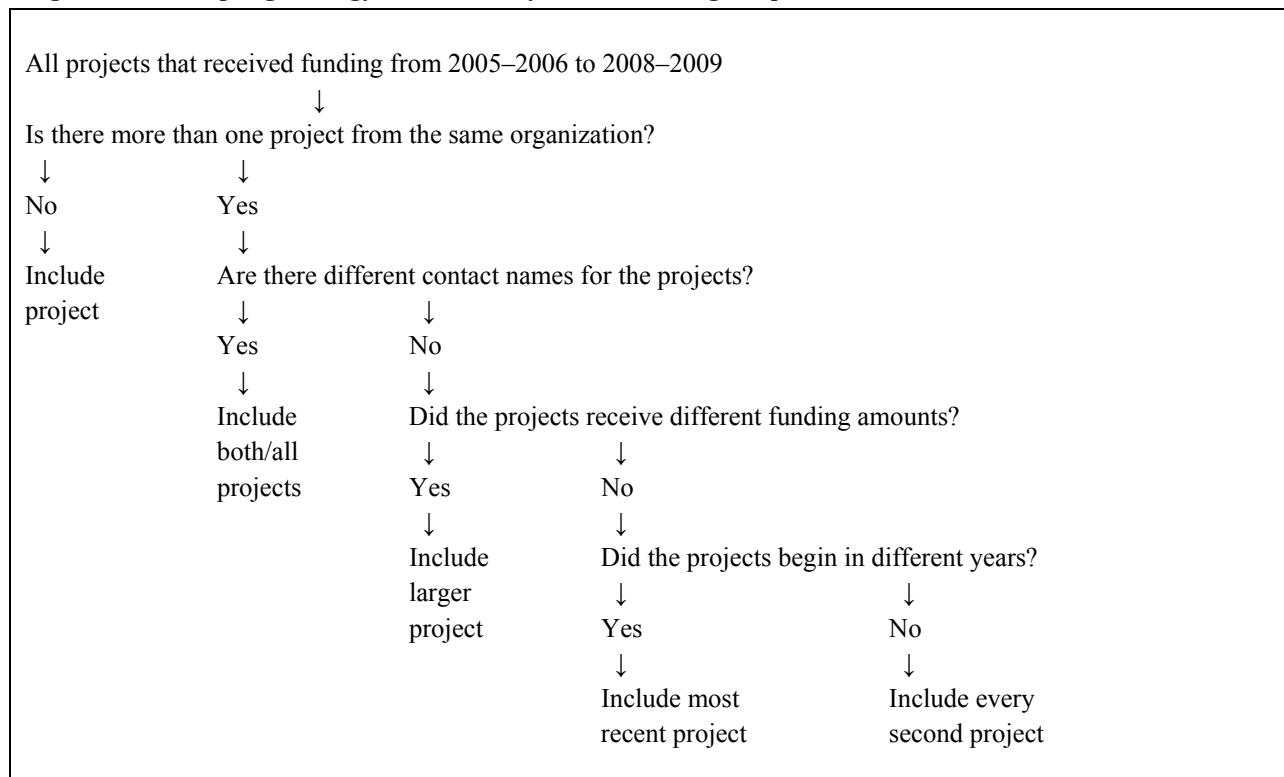 All projects that received funding from 2005–2006 to 2008–2009
↓
Is there more than one project from the same organization?
↓ ↓
No Yes
↓ ↓
Include Are there different contact names for the projects?
project ↓ ↓
Yes No
↓ ↓
Include Did the projects receive different funding amounts?
both/all ↓ ↓
projects Yes No
↓ ↓
Include Did the projects begin in different years?
larger ↓ ↓
project Yes No
↓ ↓
Include most Include every
recent project second project